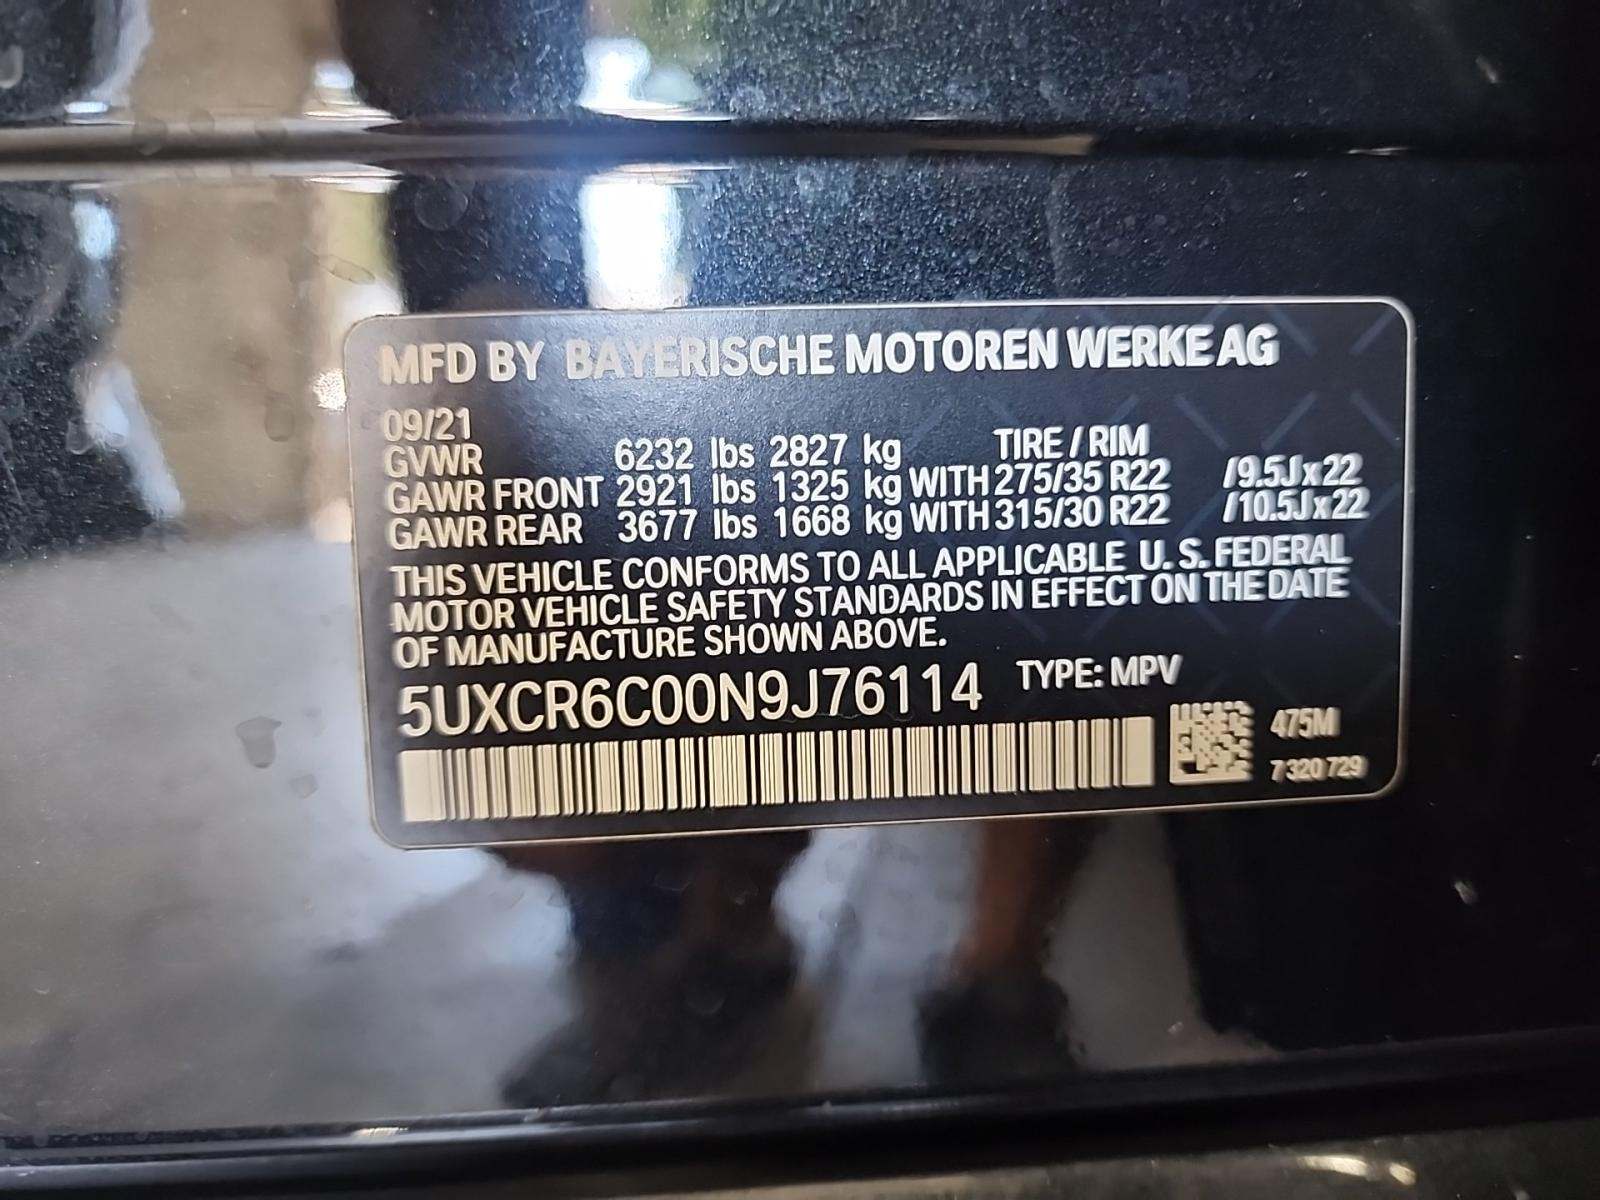 MFD BY BAYERISCHE MOTOREN WERKE AG
09/21
GVWR 6232 lbs 2827 kg TIRE / RIM
GAWR FRONT 2921 lbs 1325 kg WITH 275/35 R22 /9.5Jx22
GAWR REAR 3677 lbs 1668 kg WITH 315/30 R22 /10.5Jx22
THIS VEHICLE CONFORMS TO ALL APPLICABLE U. S. FEDERAL
MOTOR VEHICLE SAFETY STANDARDS IN EFFECT ON THE DATE
OF MANUFACTURE SHOWN ABOVE.
5UXCR6C00N9J76114 TYPE: MPV
475M
7 320 729